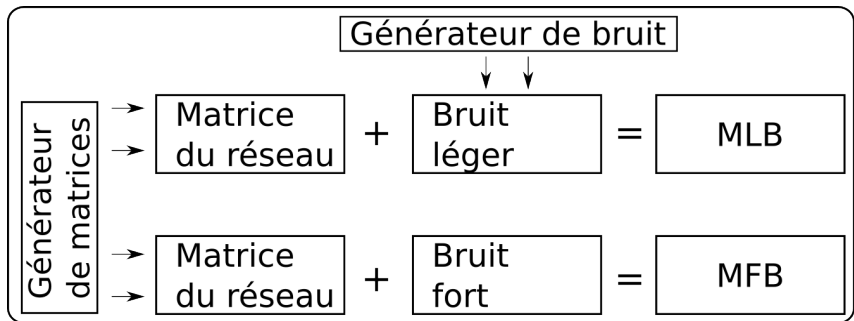 Générateur de bruit
Générateur
de matrices
Matrice
du réseau
+
Bruit
léger
=
MLB
Matrice
du réseau
+
Bruit
fort
=
MFB